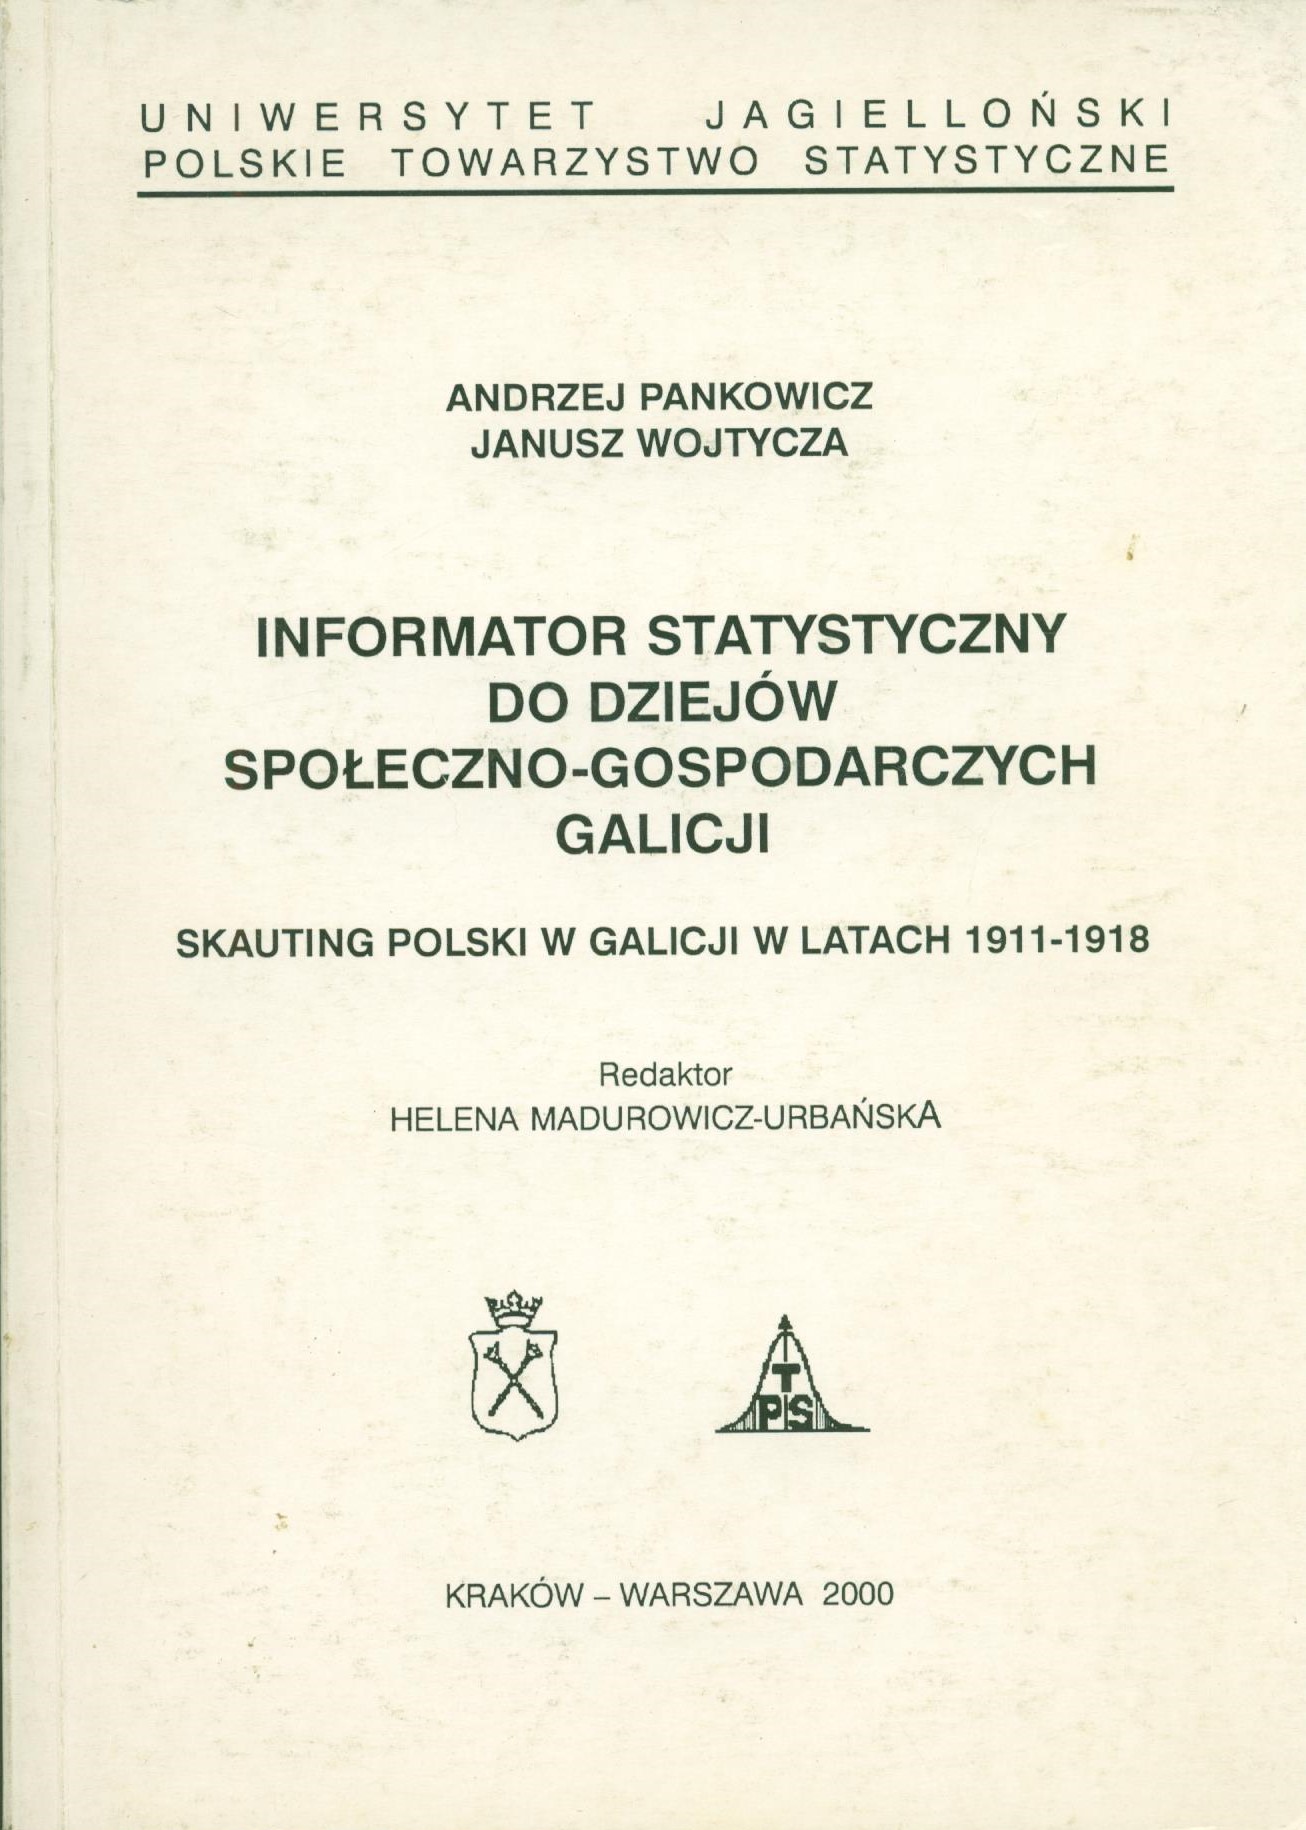 UNIWERSYTET JAGIELLOŃSKI
POLSKIE TOWARZYSTWO STATYSTYCZNE
ANDRZEJ PANKOWICZ
JANUSZ WOJTYCZA
INFORMATOR STATYSTYCZNY
DO DZIEJÓW
SPOŁECZNO-GOSPODARCZYCH
GALICJI
SKAUTING POLSKI W GALICJI W LATACH 1911-1918
Redaktor
HELENA MADUROWICZ-URBAŃSKA
T
PS
KRAKÓW – WARSZAWA 2000